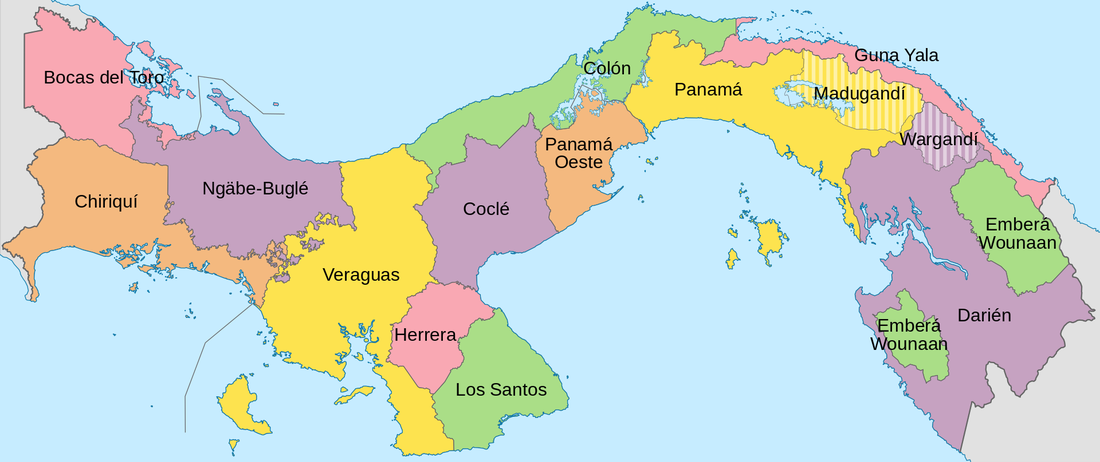 Bocas del Toro
Chiriquí
Ngäbe-Buglé
Veraguas
Herrera
Los Santos
Coclé
Colón
Panamá
Oeste
Panamá
Guna Yala
Madugandí
Wargandí
Emberá
Wounaan
Darién
Emberá
Wounaan